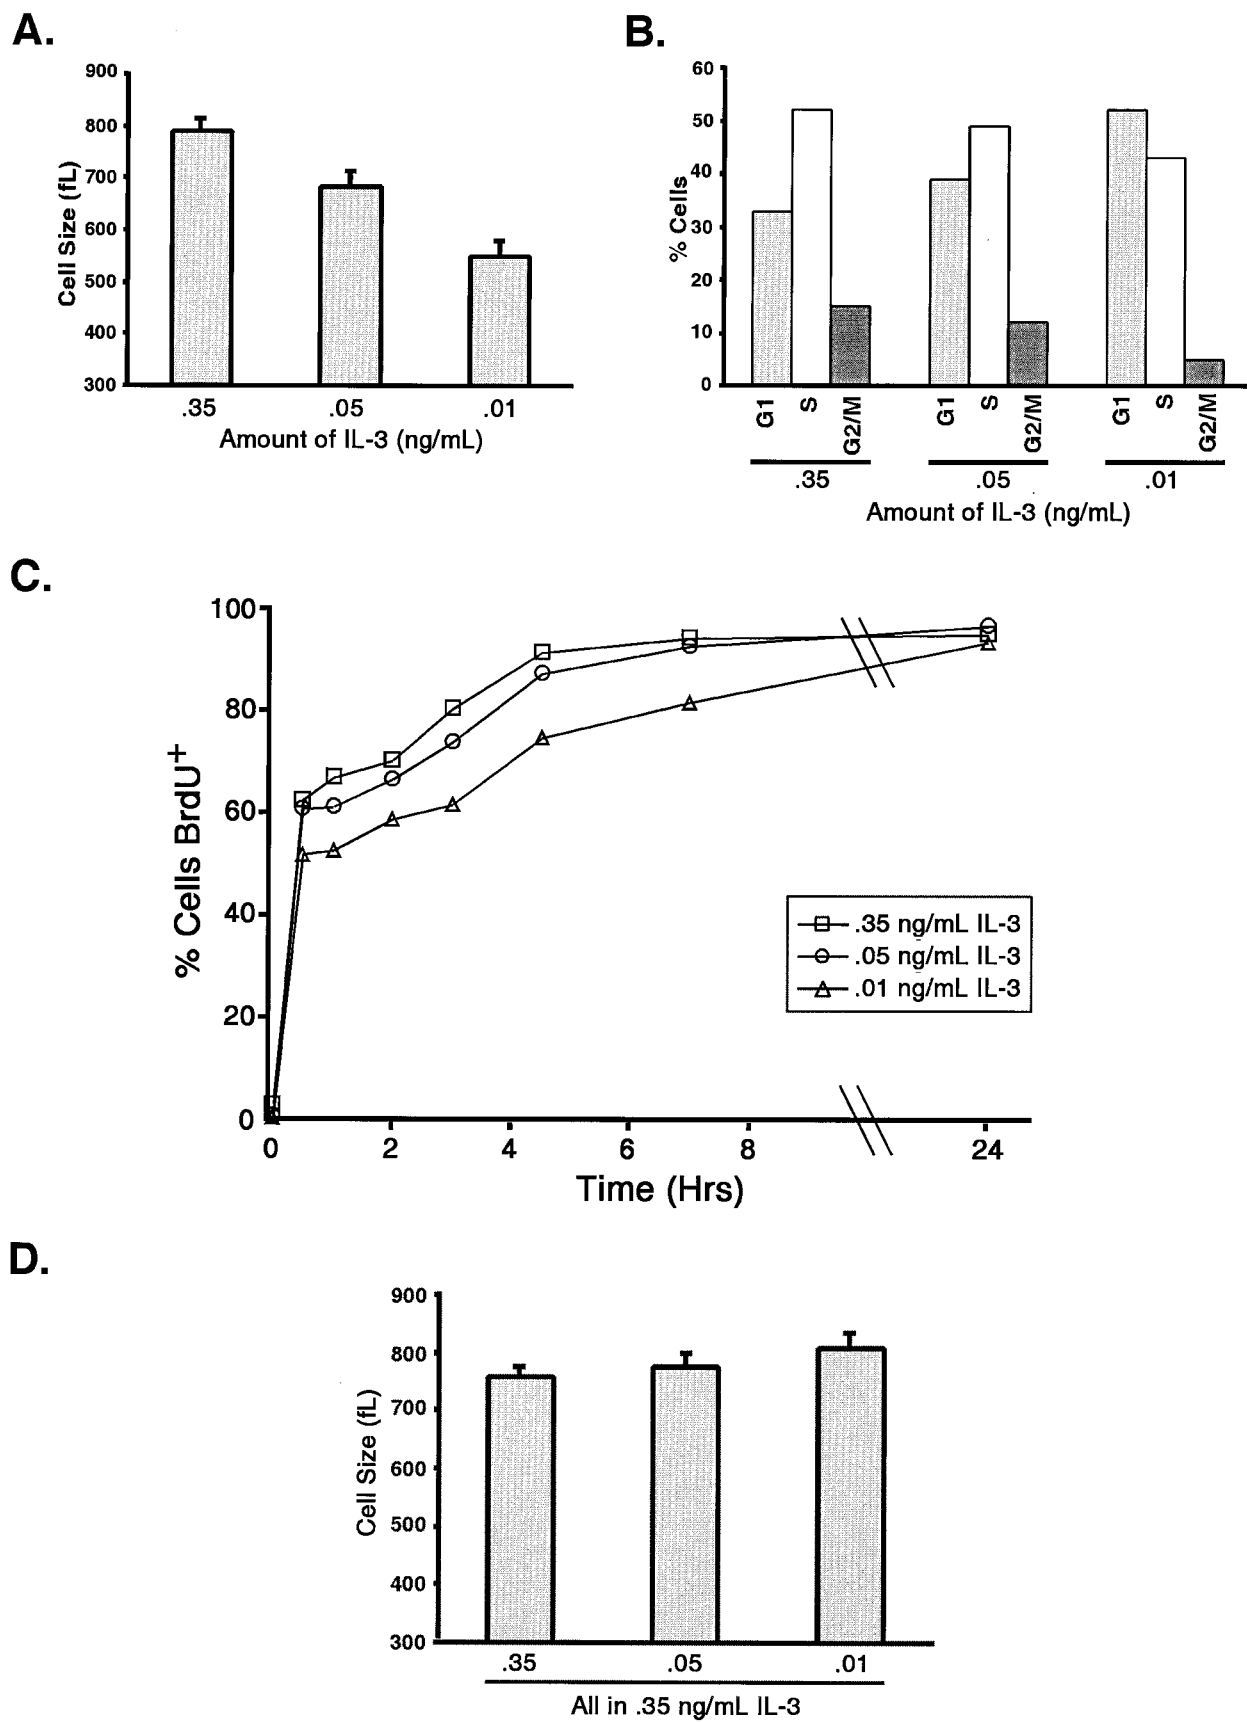 A.
900
800
700
600
500
400
300
Cell Size (fL)
.35 .05 .01
Amount of IL-3 (ng/mL)
B.
60
50
40
30
20
10
0
% Cells
G1 S G2/M G1 S G2/M G1 S G2/M
.35 .05 .01
Amount of IL-3 (ng/mL)
C.
100
80
60
40
20
0
% Cells BrdU+
.35 ng/mL IL-3
.05 ng/mL IL-3
.01 ng/mL IL-3
0 2 4 6 8 24
Time (Hrs)
D.
900
800
700
600
500
400
300
Cell Size (fL)
.35 .05 .01
All in .35 ng/mL IL-3